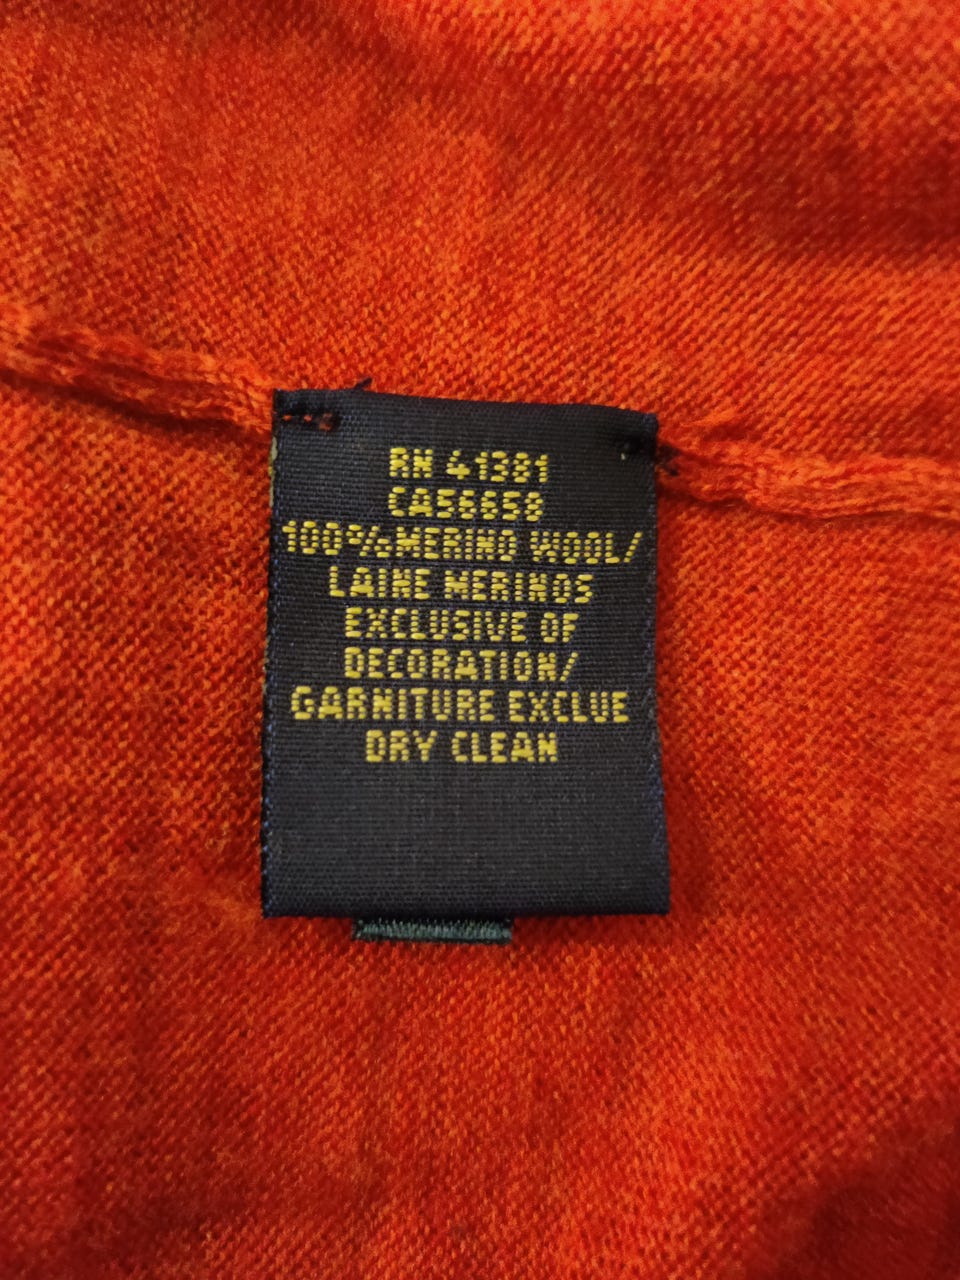 RN 41381
CA56658
100%MERINO WOOL/
LAINE MERINOS
EXCLUSIVE OF
DECORATION/
GARNITURE EXCLUE
DRY CLEAN